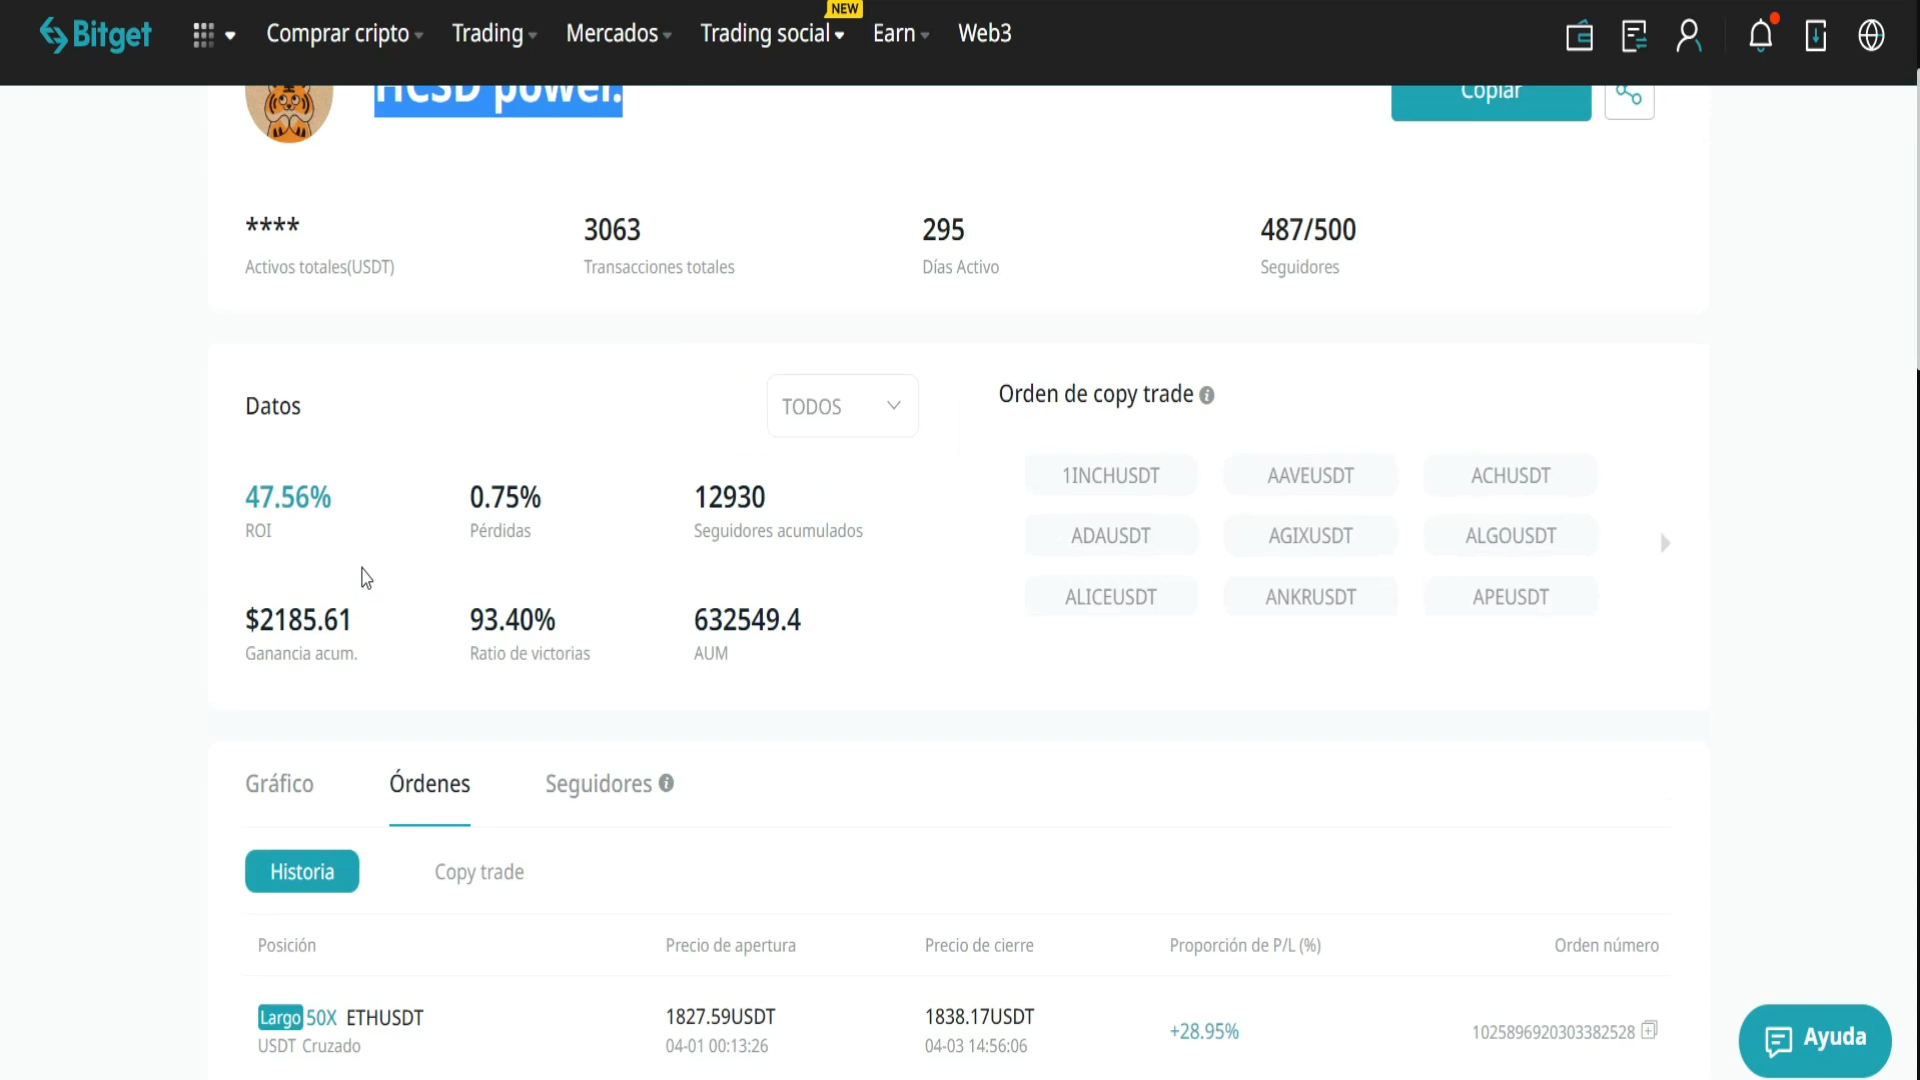 Bitget Comprar cripto Trading Mercados Trading social NEW Earn Web3
HCSD power. Copiar
**** 3063 295 487/500
Activos totales(USDT) Transacciones totales Días Activo Seguidores
Datos TODOS Orden de copy trade
47.56% 0.75% 12930
ROI Pérdidas Seguidores acumulados
$2185.61 93.40% 632549.4
Ganancia acum. Ratio de victorias AUM
1INCHUSDT AAVEUSDT ACHUSDT
ADAUSDT AGIXUSDT ALGOUSDT
ALICEUSDT ANKRUSDT APEUSDT
Gráfico Órdenes Seguidores
Historia Copy trade
Posición Precio de apertura Precio de cierre Proporción de P/L (%) Orden número
Largo 50X ETHUSDT 1827.59USDT 1838.17USDT +28.95% 1025896920303382528
USDT Cruzado 04-01 00:13:26 04-03 14:56:06
Ayuda